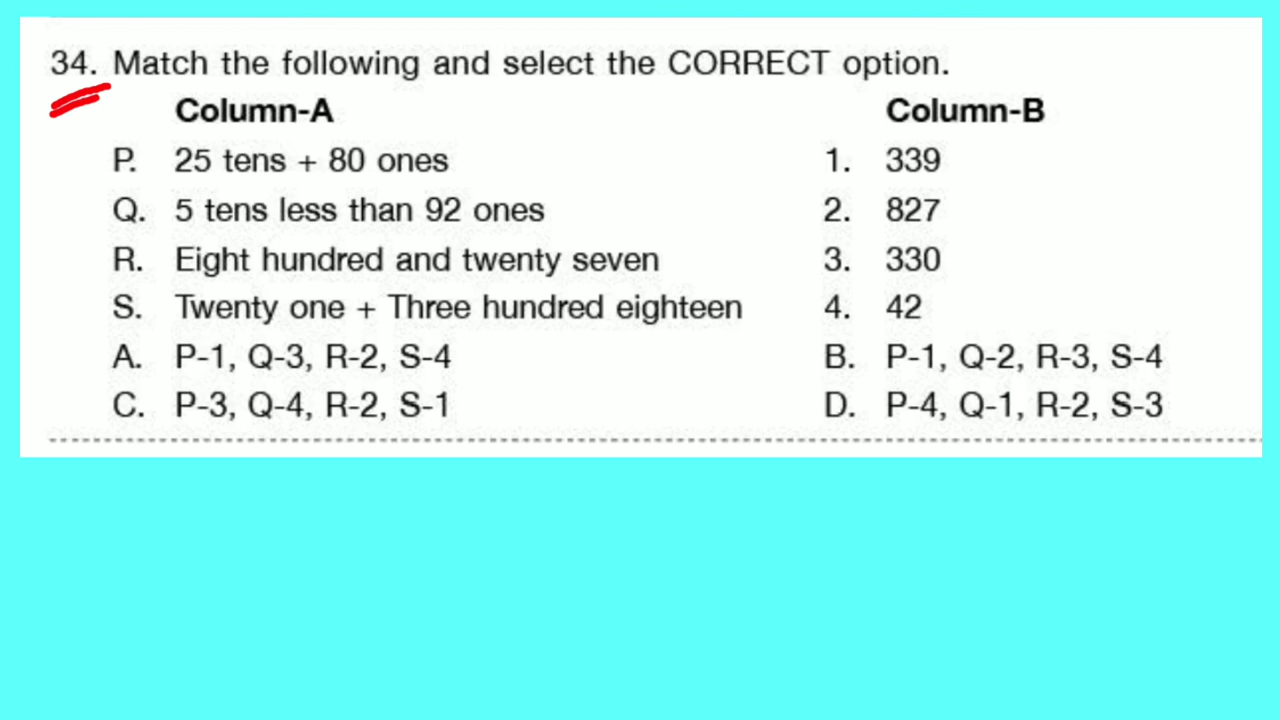 34. Match the following and select the CORRECT option.
Column-A Column-B
P. 25 tens + 80 ones 1. 339
Q. 5 tens less than 92 ones 2. 827
R. Eight hundred and twenty seven 3. 330
S. Twenty one + Three hundred eighteen 4. 42
A. P-1, Q-3, R-2, S-4 B. P-1, Q-2, R-3, S-4
C. P-3, Q-4, R-2, S-1 D. P-4, Q-1, R-2, S-3